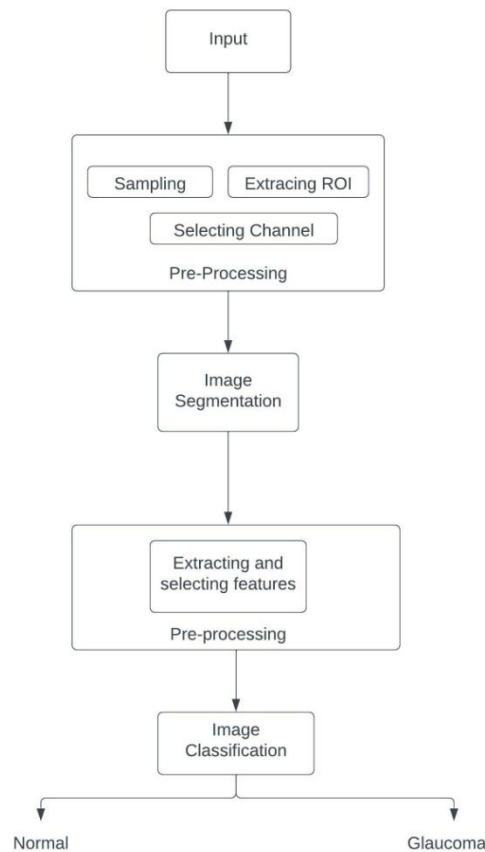 Input
Sampling
Extracing ROI
Selecting Channel
Pre-Processing
Image
Segmentation
Extracting and
selecting features
Pre-processing
Image
Classification
Normal
Glaucoma